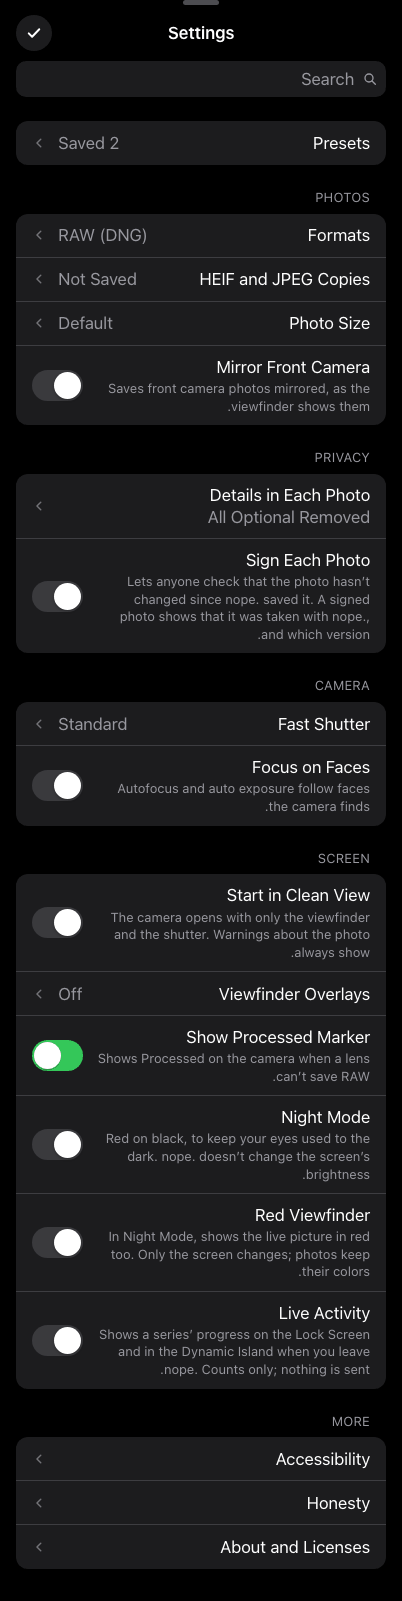 Settings
Search
Presets
Saved 2
PHOTOS
Formats
RAW (DNG)
HEIF and JPEG Copies
Not Saved
Photo Size
Default
Mirror Front Camera
Saves front camera photos mirrored, as the
.viewfinder shows them
PRIVACY
Details in Each Photo
All Optional Removed
Sign Each Photo
Lets anyone check that the photo hasn’t
changed since nope. saved it. A signed
photo shows that it was taken with nope.,
.and which version
CAMERA
Fast Shutter
Standard
Focus on Faces
Autofocus and auto exposure follow faces
.the camera finds
SCREEN
Start in Clean View
The camera opens with only the viewfinder
and the shutter. Warnings about the photo
.always show
Viewfinder Overlays
Off
Show Processed Marker
Shows Processed on the camera when a lens
.can’t save RAW
Night Mode
Red on black, to keep your eyes used to the
dark. nope. doesn’t change the screen’s
.brightness
Red Viewfinder
In Night Mode, shows the live picture in red
too. Only the screen changes; photos keep
.their colors
Live Activity
Shows a series’ progress on the Lock Screen
and in the Dynamic Island when you leave
.nope. Counts only; nothing is sent
MORE
Accessibility
Honesty
About and Licenses